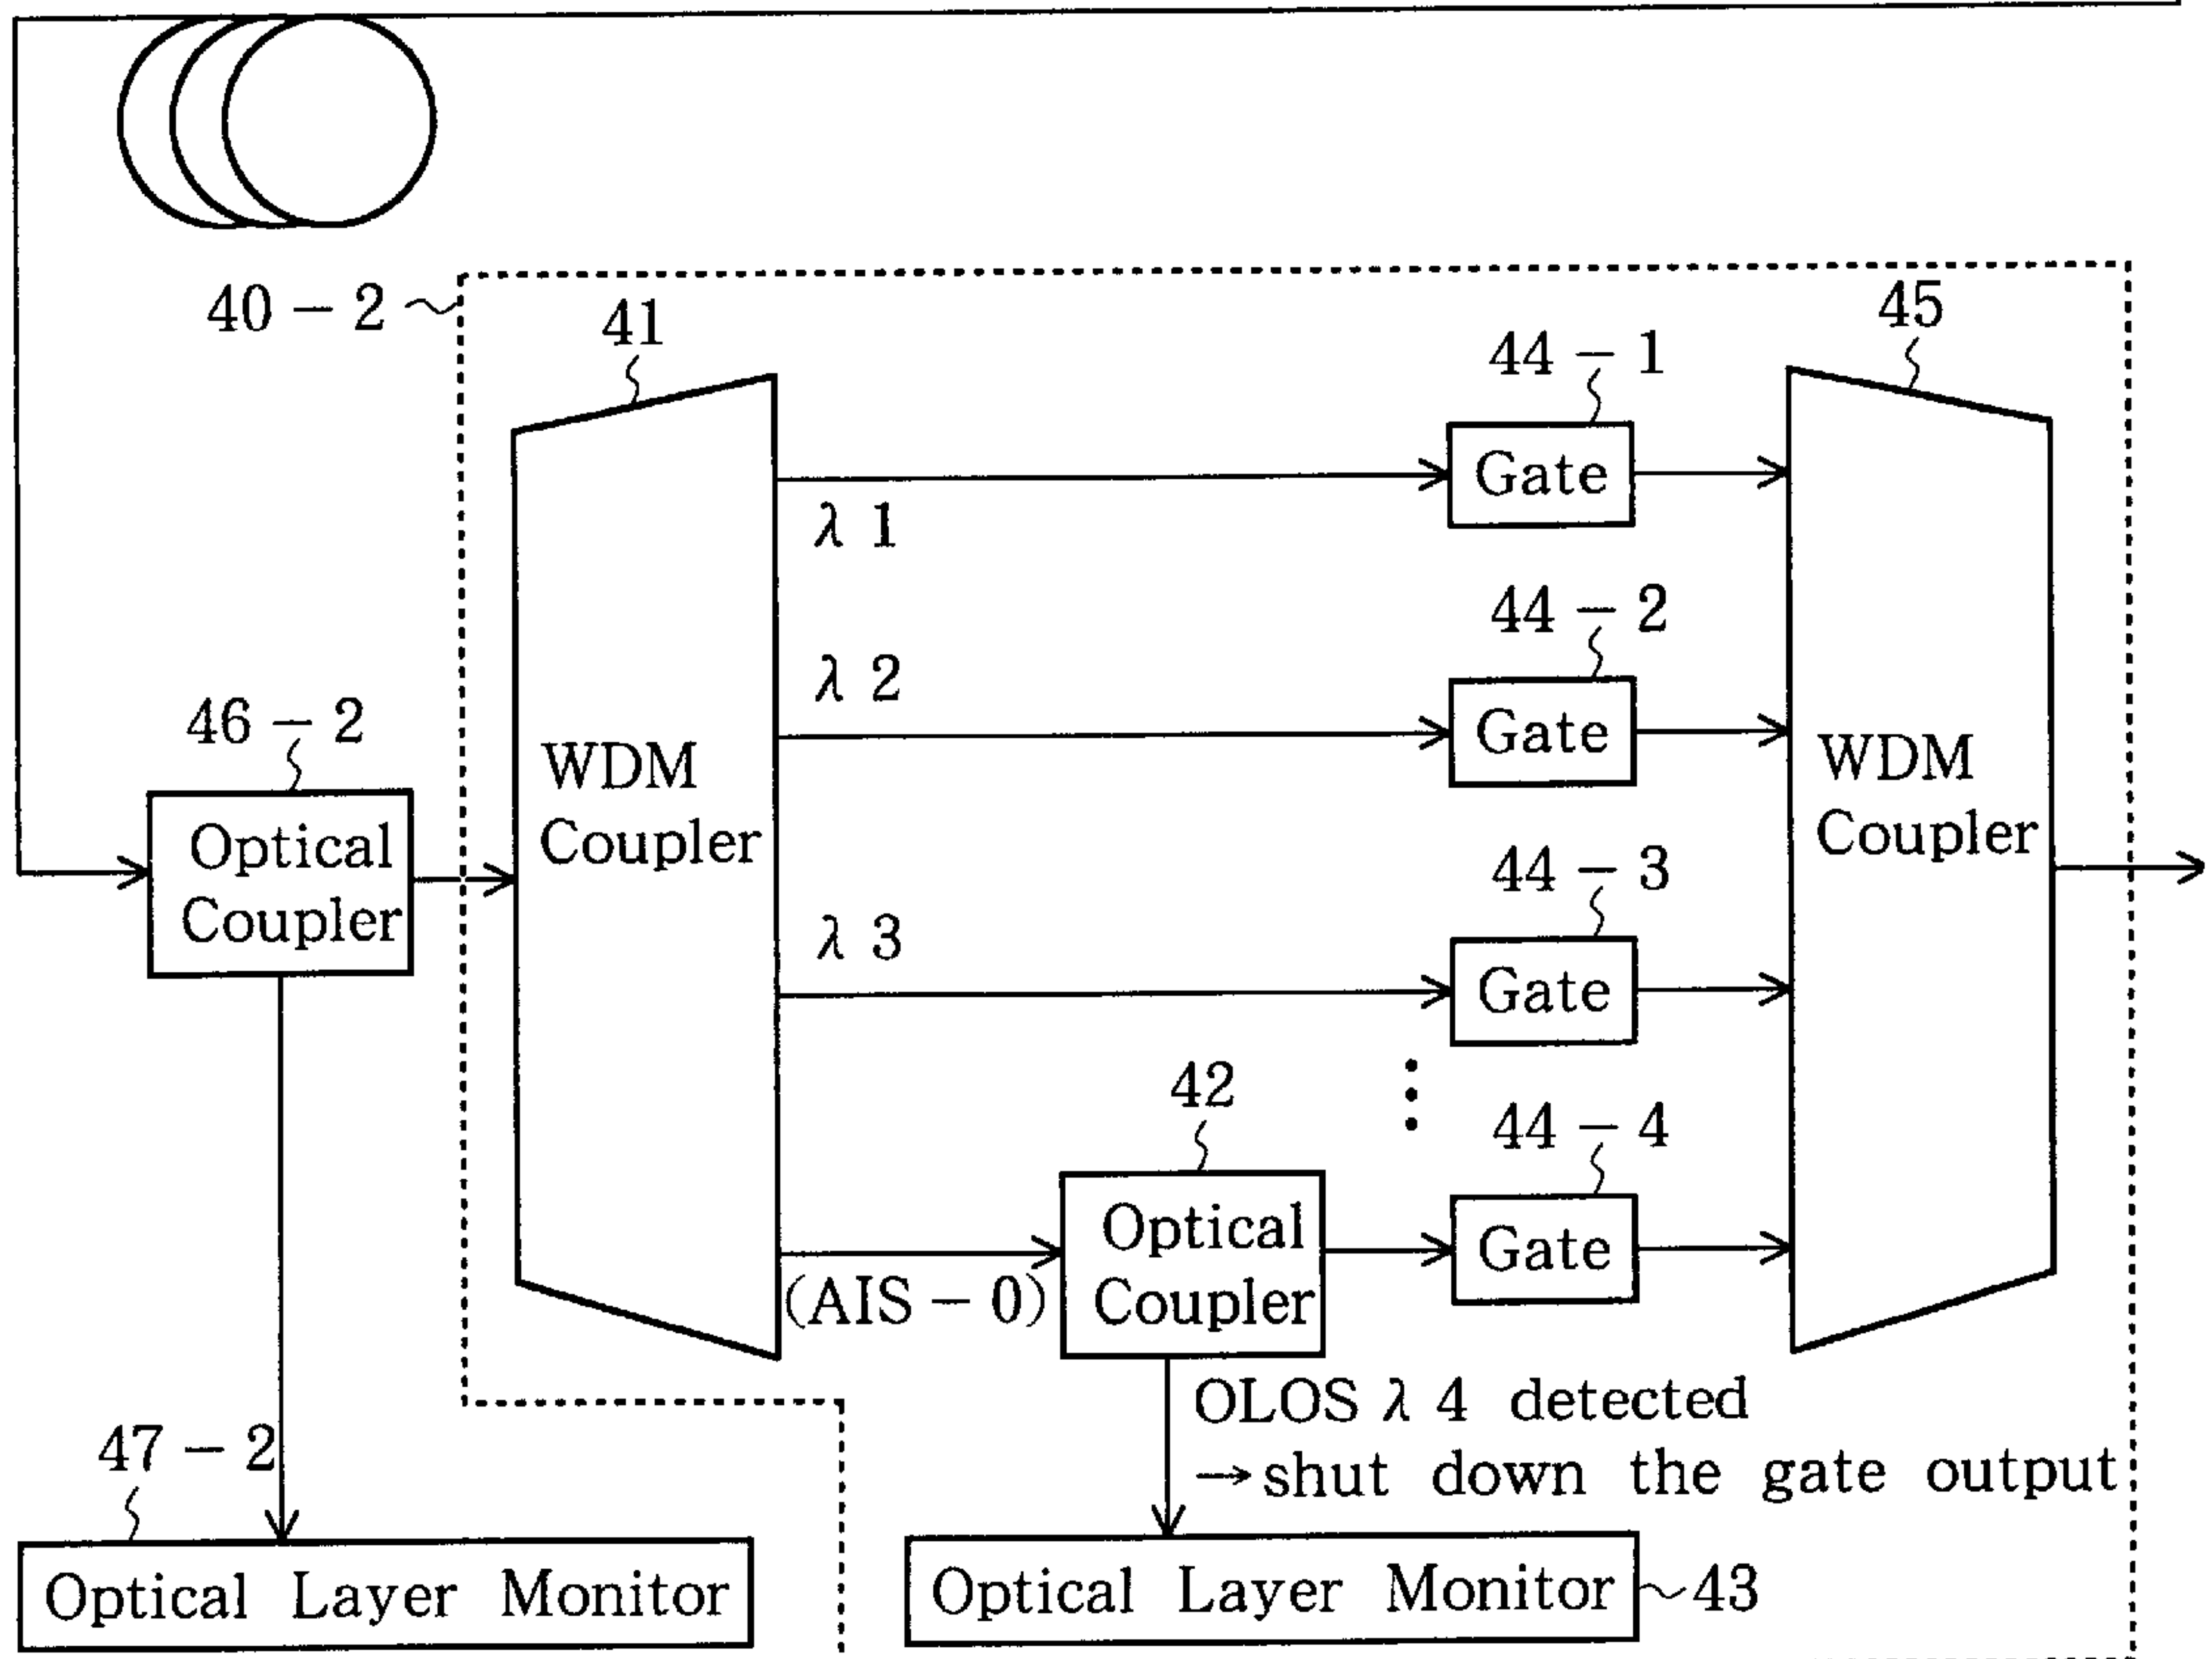 40 - 2
41
45
44 - 1
Gate
λ 1
44 - 2
λ 2
Gate
46 - 2
WDM
Coupler
WDM
Coupler
Optical
Coupler
44 - 3
λ 3
Gate
42
44 - 4
Optical
Coupler
Gate
(AIS - 0)
OLOS λ 4 detected
→ shut down the gate output
47 - 2
Optical Layer Monitor
Optical Layer Monitor
43